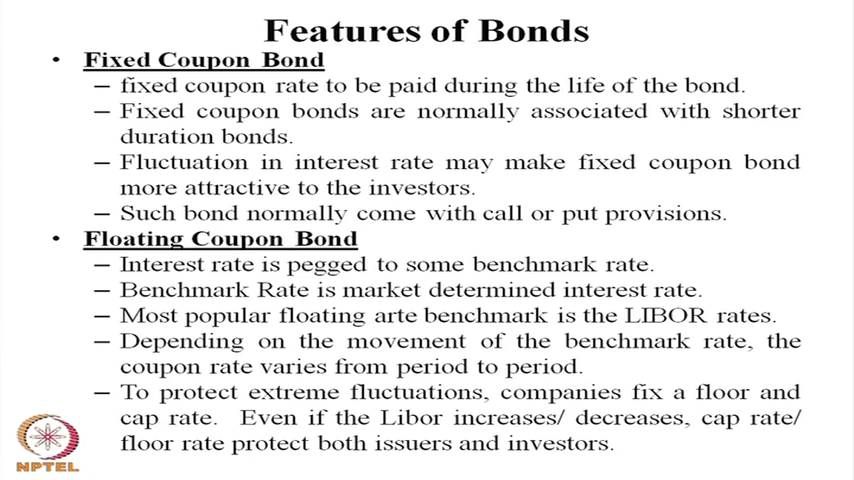 Features of Bonds
• Fixed Coupon Bond
– fixed coupon rate to be paid during the life of the bond.
– Fixed coupon bonds are normally associated with shorter
duration bonds.
– Fluctuation in interest rate may make fixed coupon bond
more attractive to the investors.
– Such bond normally come with call or put provisions.
• Floating Coupon Bond
– Interest rate is pegged to some benchmark rate.
– Benchmark Rate is market determined interest rate.
– Most popular floating arte benchmark is the LIBOR rates.
– Depending on the movement of the benchmark rate, the
coupon rate varies from period to period.
– To protect extreme fluctuations, companies fix a floor and
cap rate. Even if the Libor increases/ decreases, cap rate/
floor rate protect both issuers and investors.
NPTEL